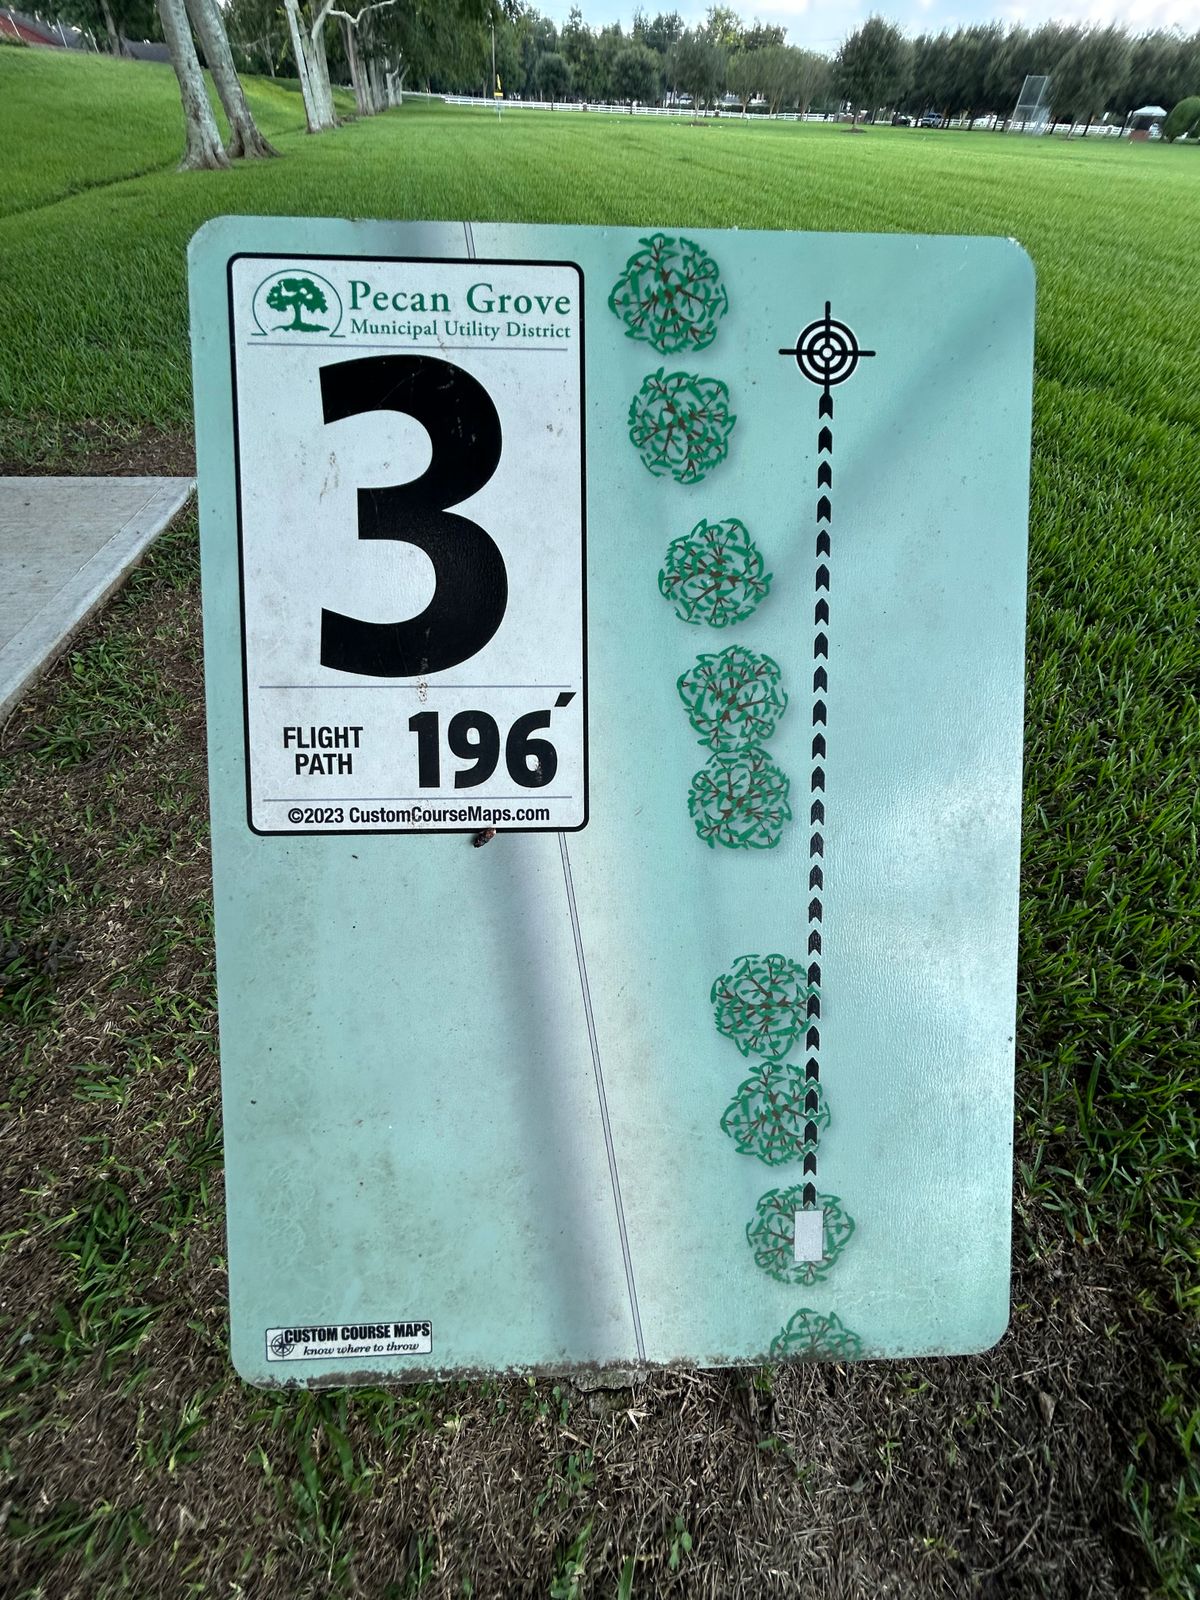 Pecan Grove
Municipal Utility District
3
FLIGHT
PATH
196´
©2023 CustomCourseMaps.com
CUSTOM COURSE MAPS
know where to throw